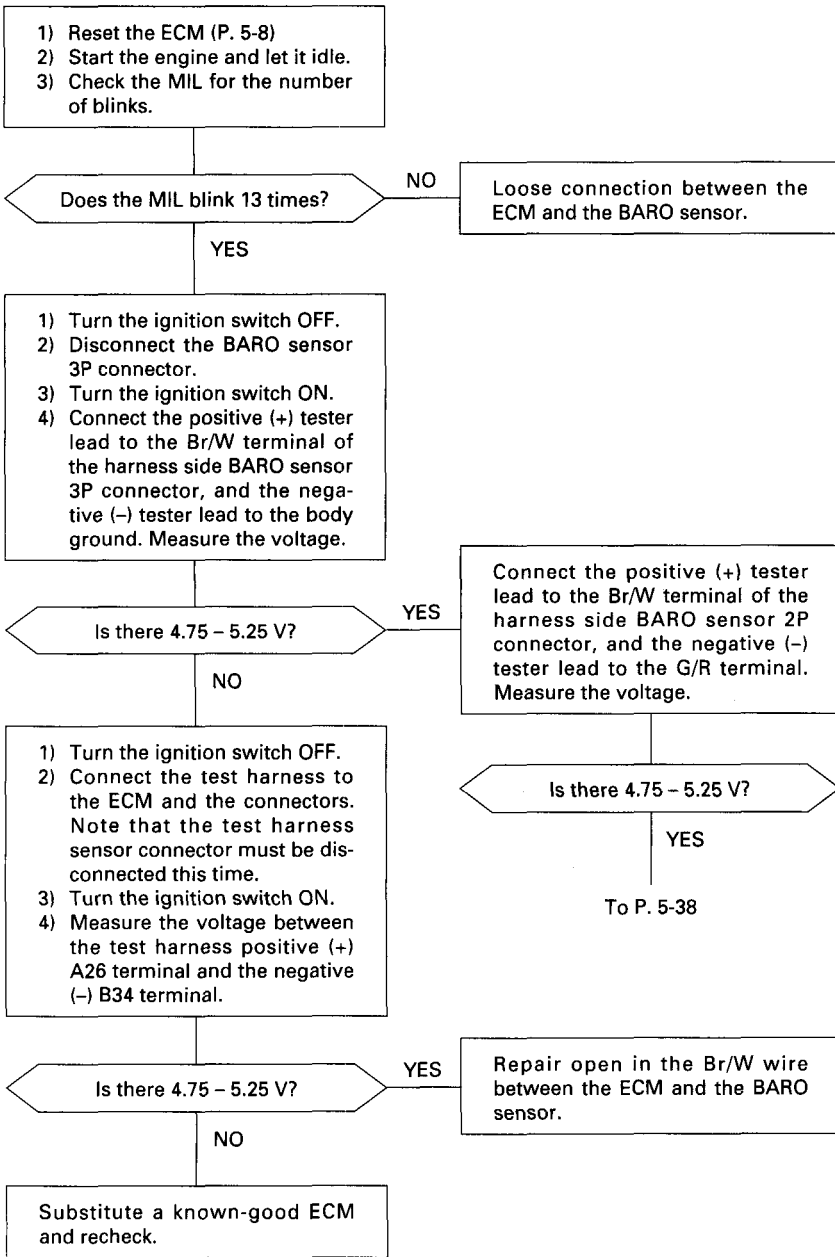 1) Reset the ECM (P. 5-8)
2) Start the engine and let it idle.
3) Check the MIL for the number
of blinks.
Does the MIL blink 13 times?
NO
Loose connection between the
ECM and the BARO sensor.
YES
1) Turn the ignition switch OFF.
2) Disconnect the BARO sensor
3P connector.
3) Turn the ignition switch ON.
4) Connect the positive (+) tester
lead to the Br/W terminal of
the harness side BARO sensor
3P connector, and the nega-
tive (–) tester lead to the body
ground. Measure the voltage.
Is there 4.75 – 5.25 V?
YES
Connect the positive (+) tester
lead to the Br/W terminal of the
harness side BARO sensor 2P
connector, and the negative (–)
tester lead to the G/R terminal.
Measure the voltage.
NO
Is there 4.75 – 5.25 V?
YES
To P. 5-38
1) Turn the ignition switch OFF.
2) Connect the test harness to
the ECM and the connectors.
Note that the test harness
sensor connector must be dis-
connected this time.
3) Turn the ignition switch ON.
4) Measure the voltage between
the test harness positive (+)
A26 terminal and the negative
(–) B34 terminal.
Is there 4.75 – 5.25 V?
YES
Repair open in the Br/W wire
between the ECM and the BARO
sensor.
NO
Substitute a known-good ECM
and recheck.